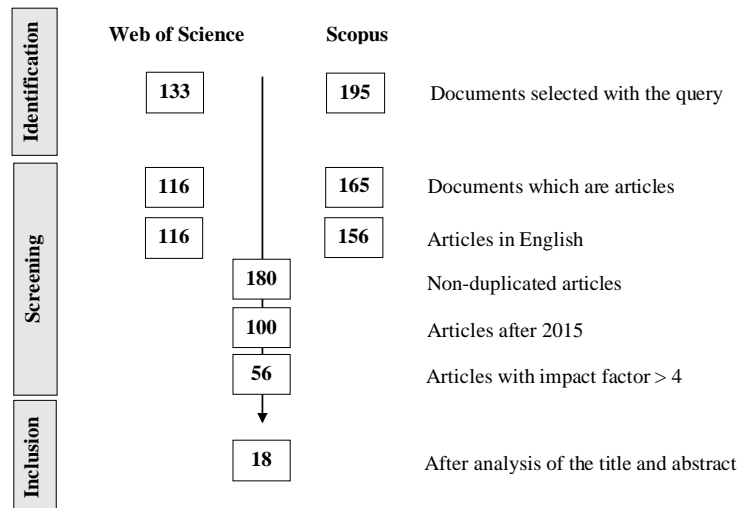 Web of Science Scopus
Identification
133 195 Documents selected with the query
Screening
116 165 Documents which are articles
116 156 Articles in English
180 Non-duplicated articles
100 Articles after 2015
56 Articles with impact factor > 4
Inclusion
18 After analysis of the title and abstract